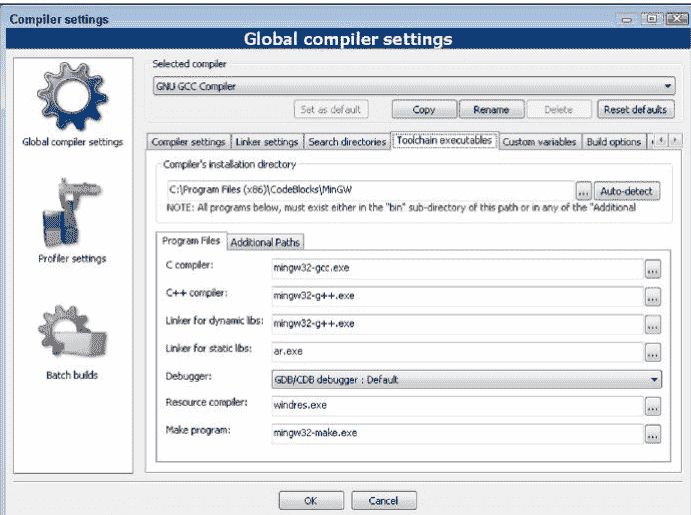 Compiler settings
Global compiler settings
Selected compiler
GNU GCC Compiler
Set as default Copy Rename Delete Reset defaults
Global compiler settings
Compiler settings Linker settings Search directories Toolchain executables Custom variables Build options
Compiler's installation directory
C:\Program Files (x86)\CodeBlocks\MinGW ... Auto-detect
NOTE: All programs below, must exist either in the "bin" sub-directory of this path or in any of the "Additional
Program Files Additional Paths
Profiler settings
C compiler: mingw32-gcc.exe ...
C++ compiler: mingw32-g++.exe ...
Linker for dynamic libs: mingw32-g++.exe ...
Linker for static libs: ar.exe ...
Batch builds
Debugger: GDB/CDB debugger : Default
Resource compiler: windres.exe ...
Make program: mingw32-make.exe ...
OK Cancel